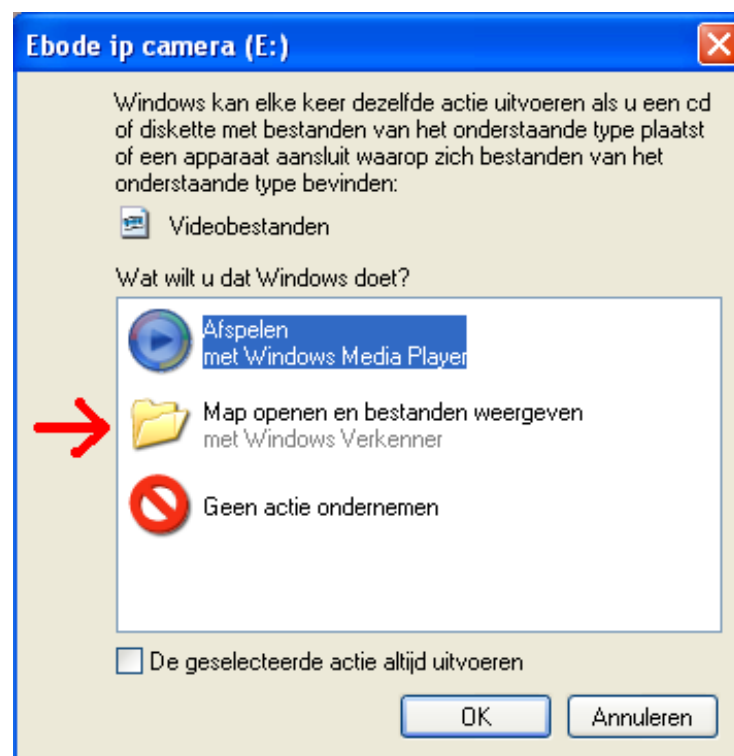 Ebode ip camera (E:)
Windows kan elke keer dezelfde actie uitvoeren als u een cd
of diskette met bestanden van het onderstaande type plaatst
of een apparaat aansluit waarop zich bestanden van het
onderstaande type bevinden:
Videobestanden
Wat wilt u dat Windows doet?
Afspelen
met Windows Media Player
Map openen en bestanden weergeven
met Windows Verkenner
Geen actie ondernemen
De geselecteerde actie altijd uitvoeren
OK
Annuleren